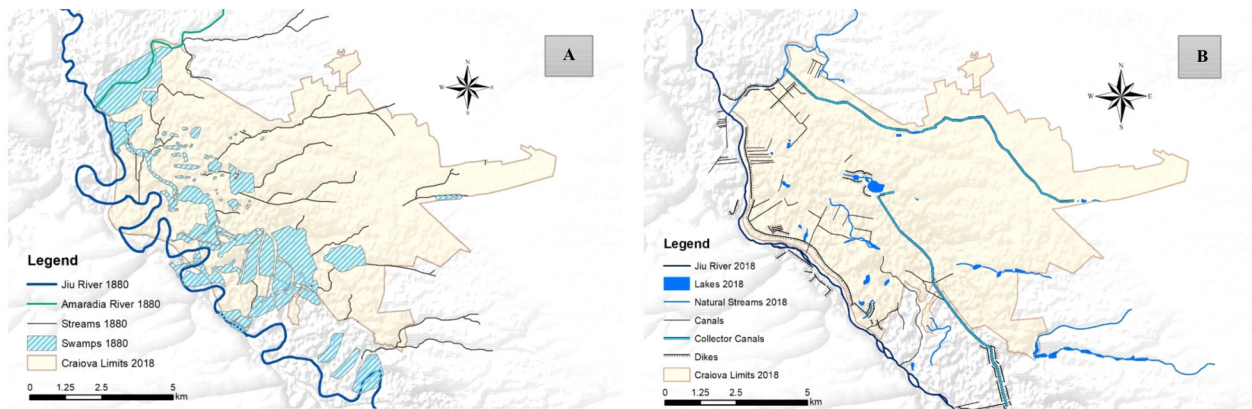 A
N
W E
S
Legend
Jiu River 1880
Amaradia River 1880
Streams 1880
Swamps 1880
Craiova Limits 2018
0 1.25 2.5 5
km
B
N
W E
S
Legend
Jiu River 2018
Lakes 2018
Natural Streams 2018
Canals
Collector Canals
Dikes
Craiova Limits 2018
0 1.25 2.5 5
km